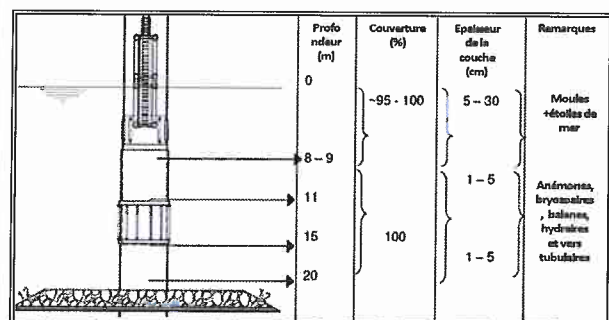 Profo
ndeur
(m)
Couverture
(%)
Epaisseur
de la
couche
(cm)
Remarques
0
~95 - 100
5 – 30
Moules
+étoiles de
mer
8 – 9
11
15
20
100
1 – 5
1 – 5
Anémones,
bryozoaires
, balanes,
hydraires
et vers
tubulaires